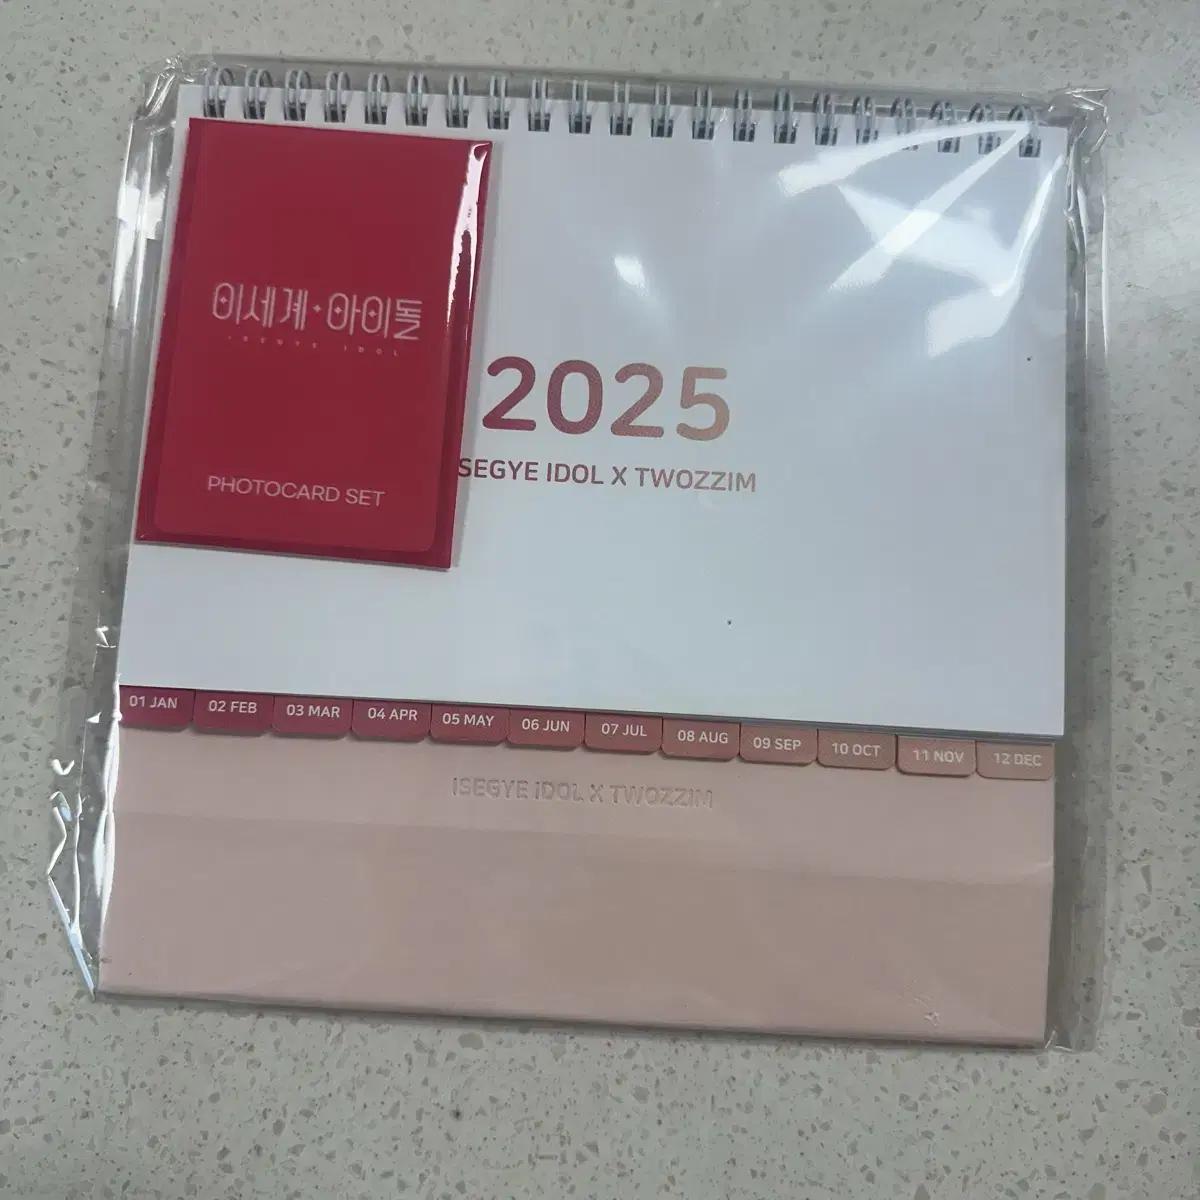 이세계·아이돌
ISEGYE IDOL
PHOTOCARD SET
2025
SEGYE IDOL X TWOZZIM
01 JAN
02 FEB
03 MAR
04 APR
05 MAY
06 JUN
07 JUL
08 AUG
09 SEP
10 OCT
11 NOV
12 DEC
ISEGYE IDOL X TWOZZIM